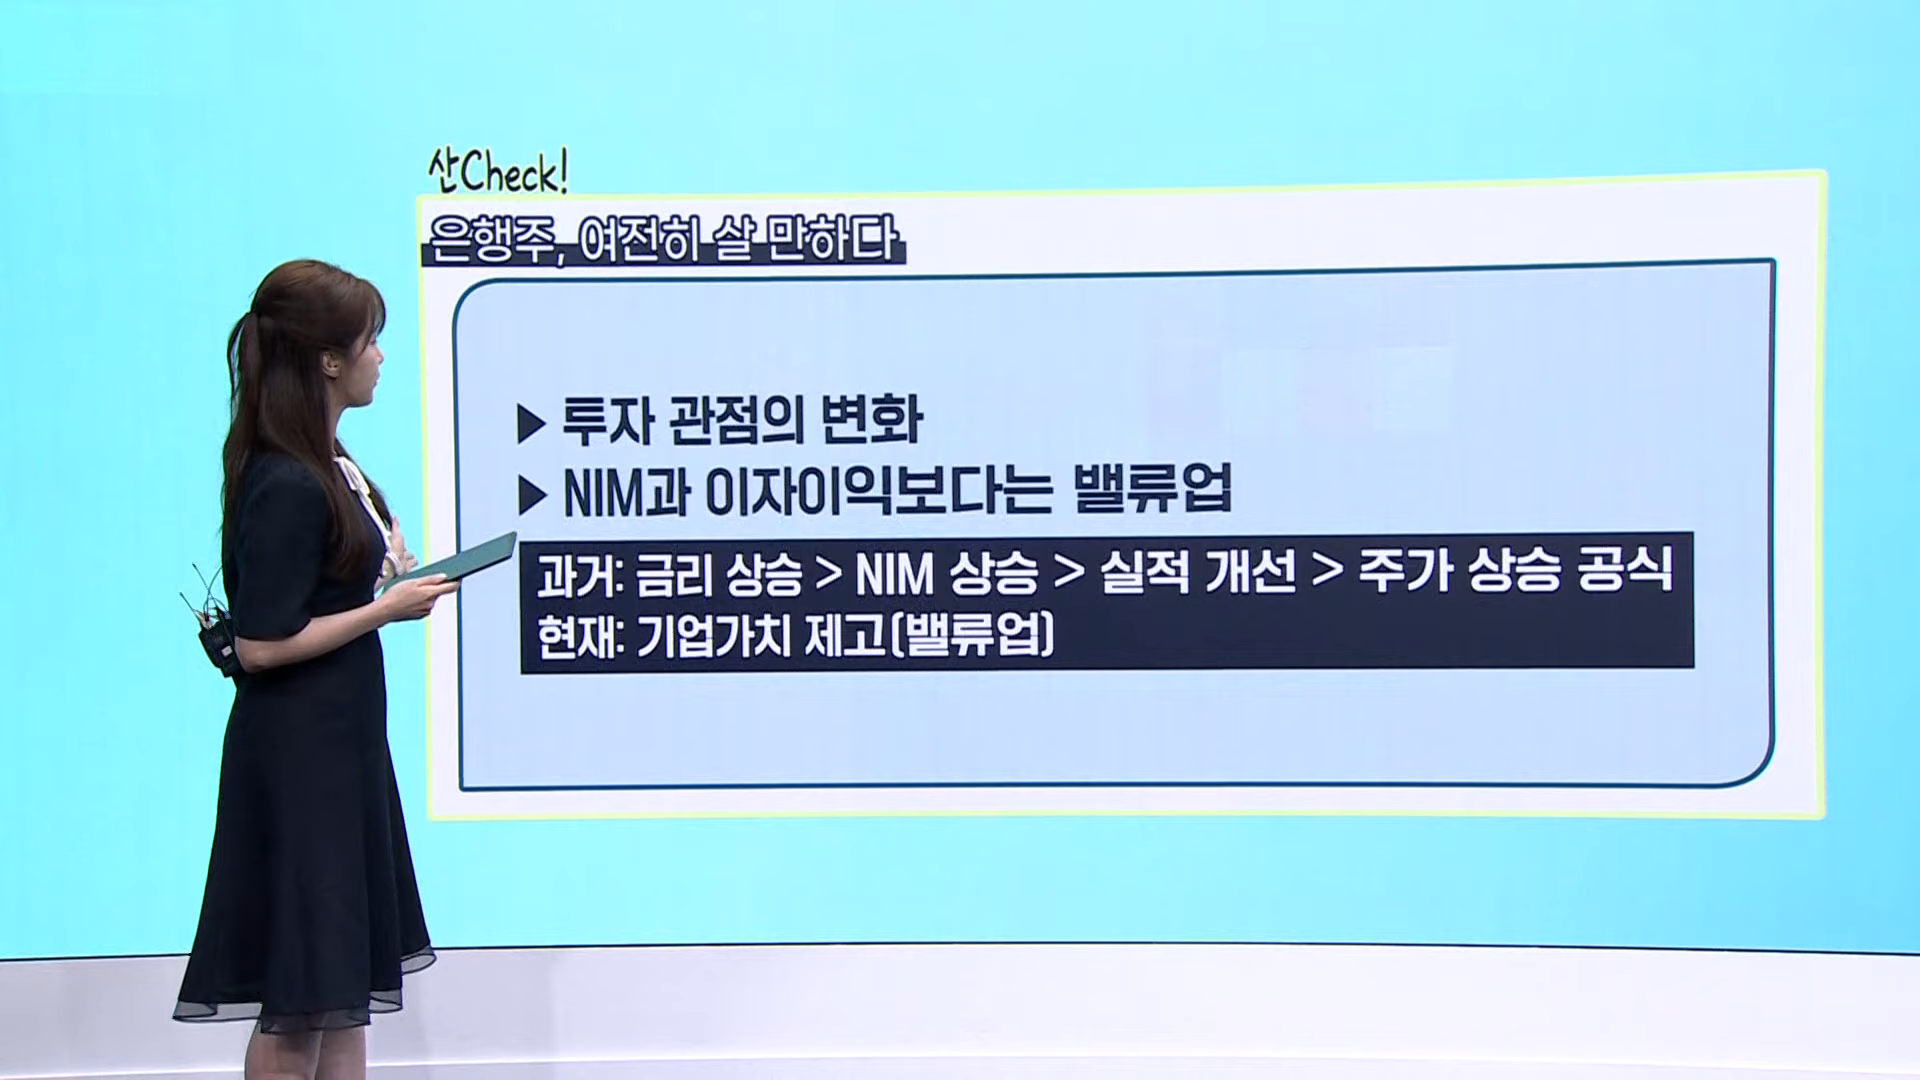 산Check!
은행주, 여전히 살 만하다
▶ 투자 관점의 변화
▶ NIM과 이자이익보다는 밸류업
과거: 금리 상승 > NIM 상승 > 실적 개선 > 주가 상승 공식
현재: 기업가치 제고(밸류업)